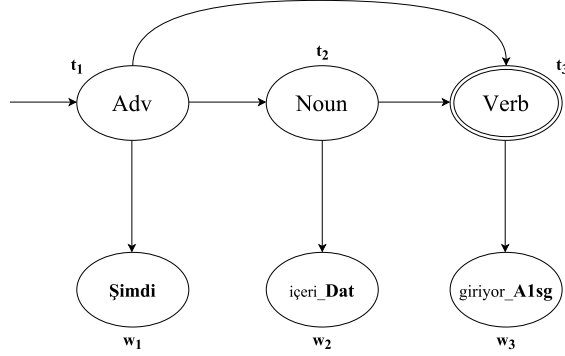 t1 t2 t3
Adv Noun Verb
Şimdi içeri_Dat giriyor_A1sg
w1 w2 w3